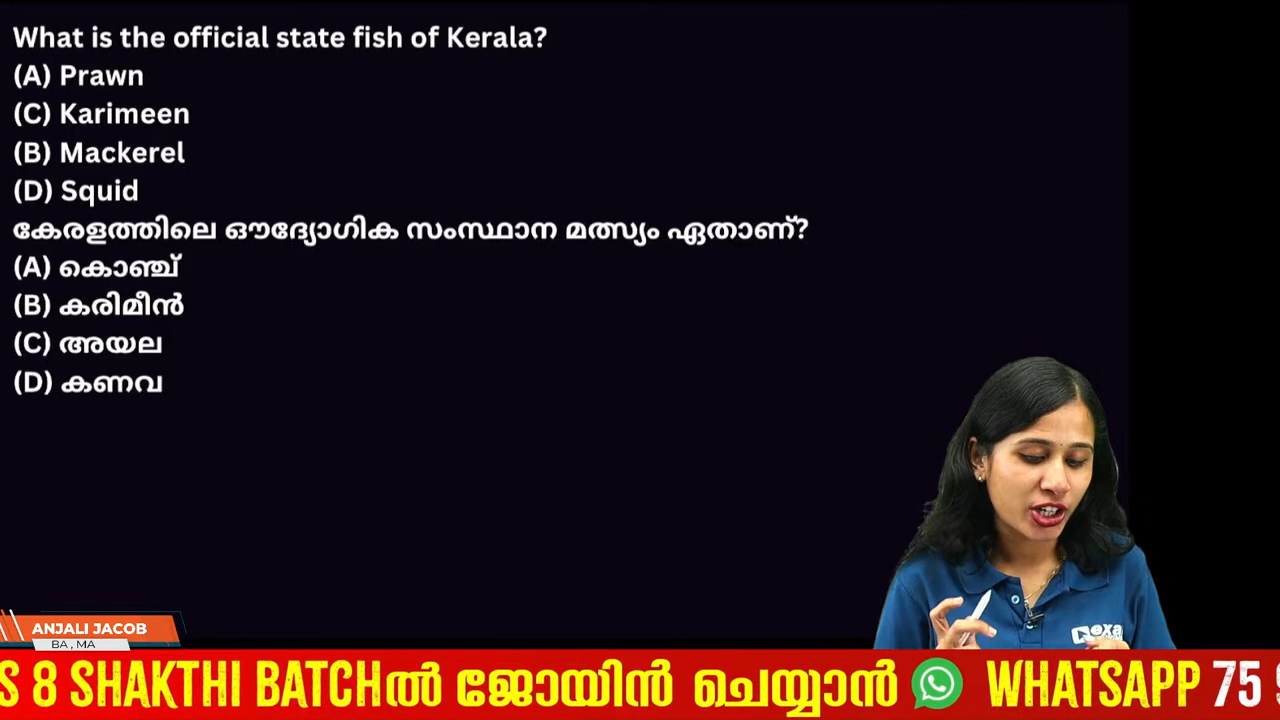 What is the official state fish of Kerala?
(A) Prawn
(C) Karimeen
(B) Mackerel
(D) Squid
കേരളത്തിലെ ഔദ്യോഗിക സംസ്ഥാന മത്സ്യം ഏതാണ്?
(A) കൊഞ്ച്
(B) കരിമീൻ
(C) അയല
(D) കണവ
exa
ANJALI JACOB
BA , MA
S 8 SHAKTHI BATCHൽ ജോയിൻ ചെയ്യാൻ WHATSAPP 75